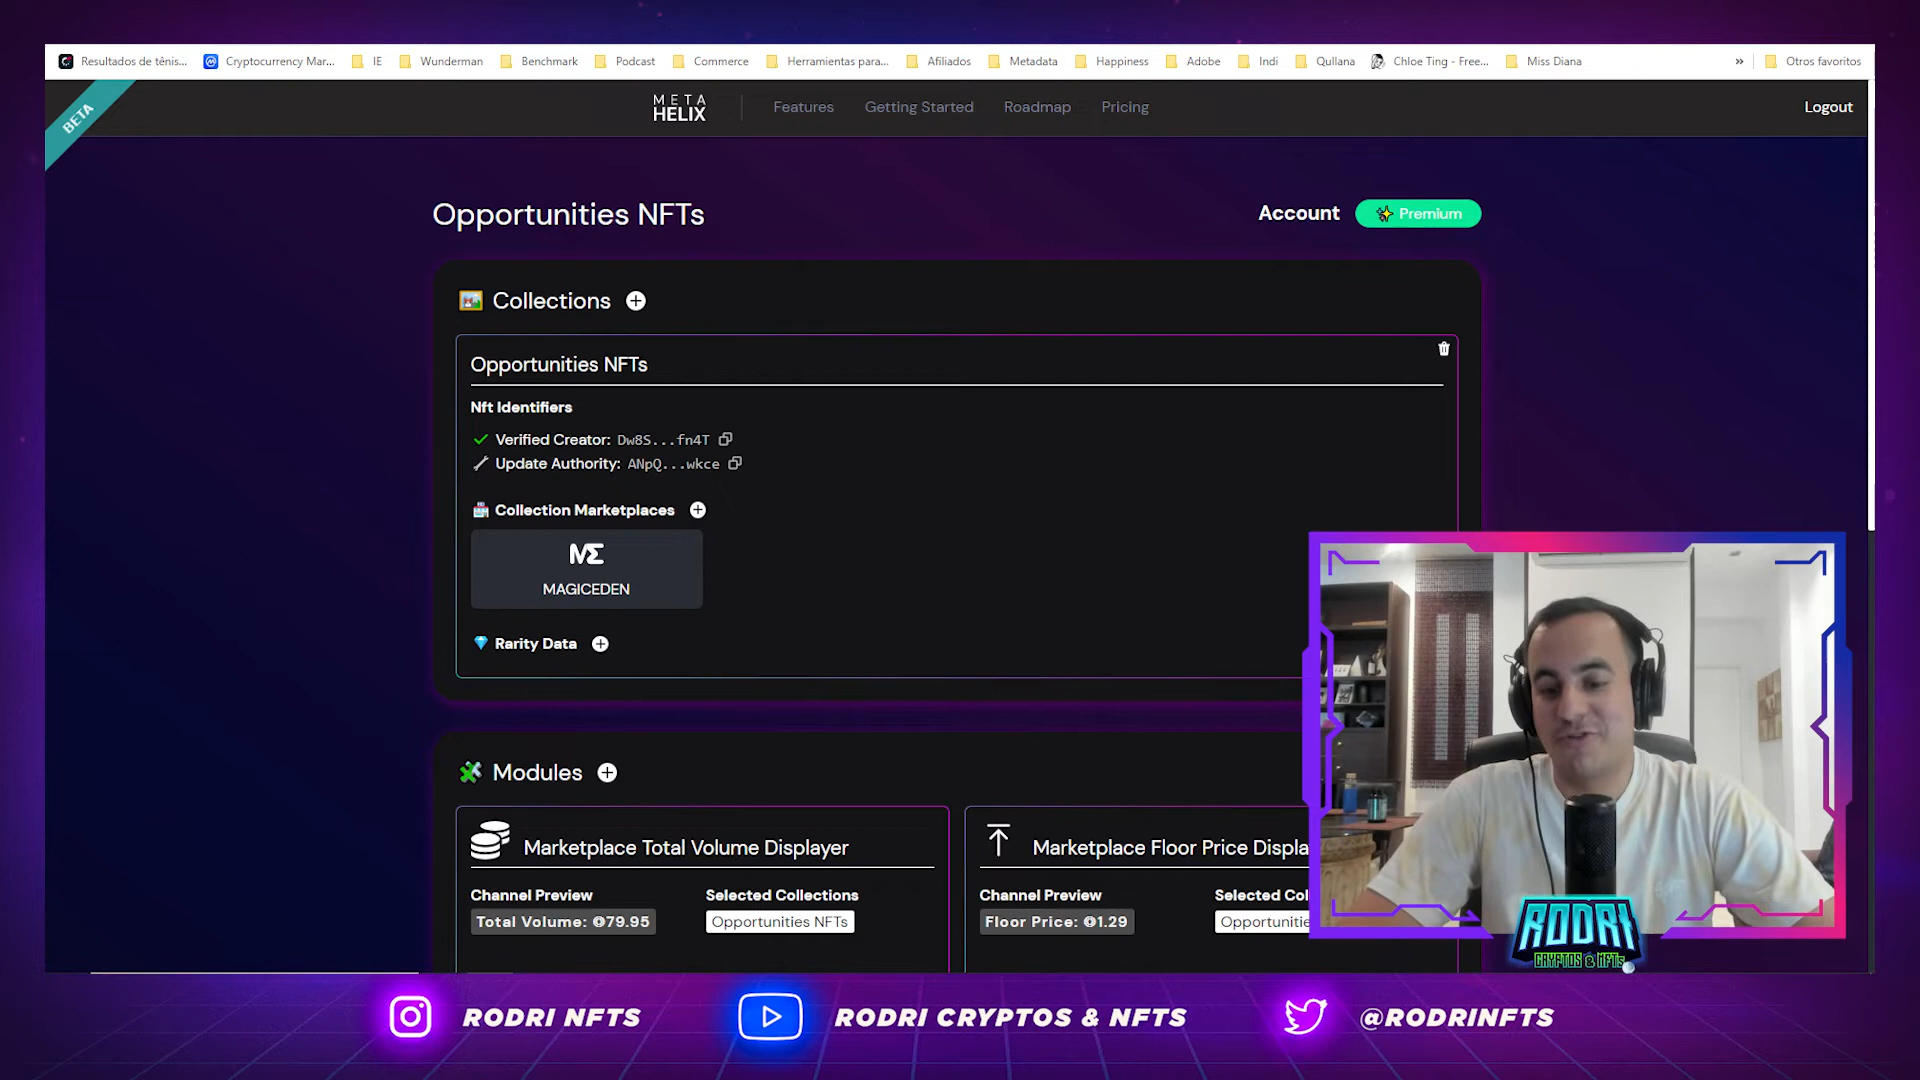 Resultados de tênis... Cryptocurrency Mar... IE Wunderman Benchmark Podcast Commerce Herramientas para... Afiliados Metadata Happiness Adobe Indi Qullana Chloe Ting - Free... Miss Diana » Otros favoritos
BETA
META
HELIX
Features Getting Started Roadmap Pricing
Logout
Opportunities NFTs
Account Premium
Collections
Opportunities NFTs
Nft Identifiers
Verified Creator: Dw8S...fn4T
Update Authority: ANpQ...wkce
Collection Marketplaces
ME
MAGICEDEN
Rarity Data
Modules
Marketplace Total Volume Displayer
Channel Preview Selected Collections
Total Volume: ◎79.95 Opportunities NFTs
Marketplace Floor Price Displa
Channel Preview Selected Col
Floor Price: ◎1.29 Opportunitie
RODRI
CRYPTOS & NFTs
RODRI NFTS RODRI CRYPTOS & NFTS @RODRINFTS